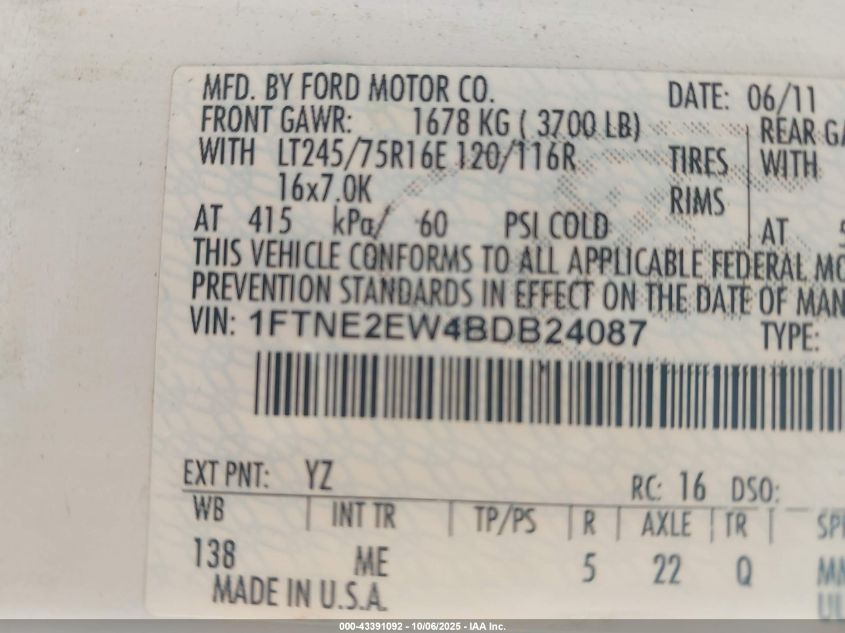 MFD. BY FORD MOTOR CO. DATE: 06/11
FRONT GAWR: 1678 KG ( 3700 LB) REAR GA
WITH LT245/75R16E 120/116R TIRES WITH
16x7.0K RIMS
AT 415 kPa/ 60 PSI COLD AT 5
THIS VEHICLE CONFORMS TO ALL APPLICABLE FEDERAL MO
PREVENTION STANDARDS IN EFFECT ON THE DATE OF MAN
VIN: 1FTNE2EW4BDB24087 TYPE:
EXT PNT: YZ RC: 16 DSO:
WB INT TR TP/PS R AXLE TR SP
138 ME 5 22 Q
MADE IN U.S.A.
000-43391092 - 10/06/2025 - IAA Inc.